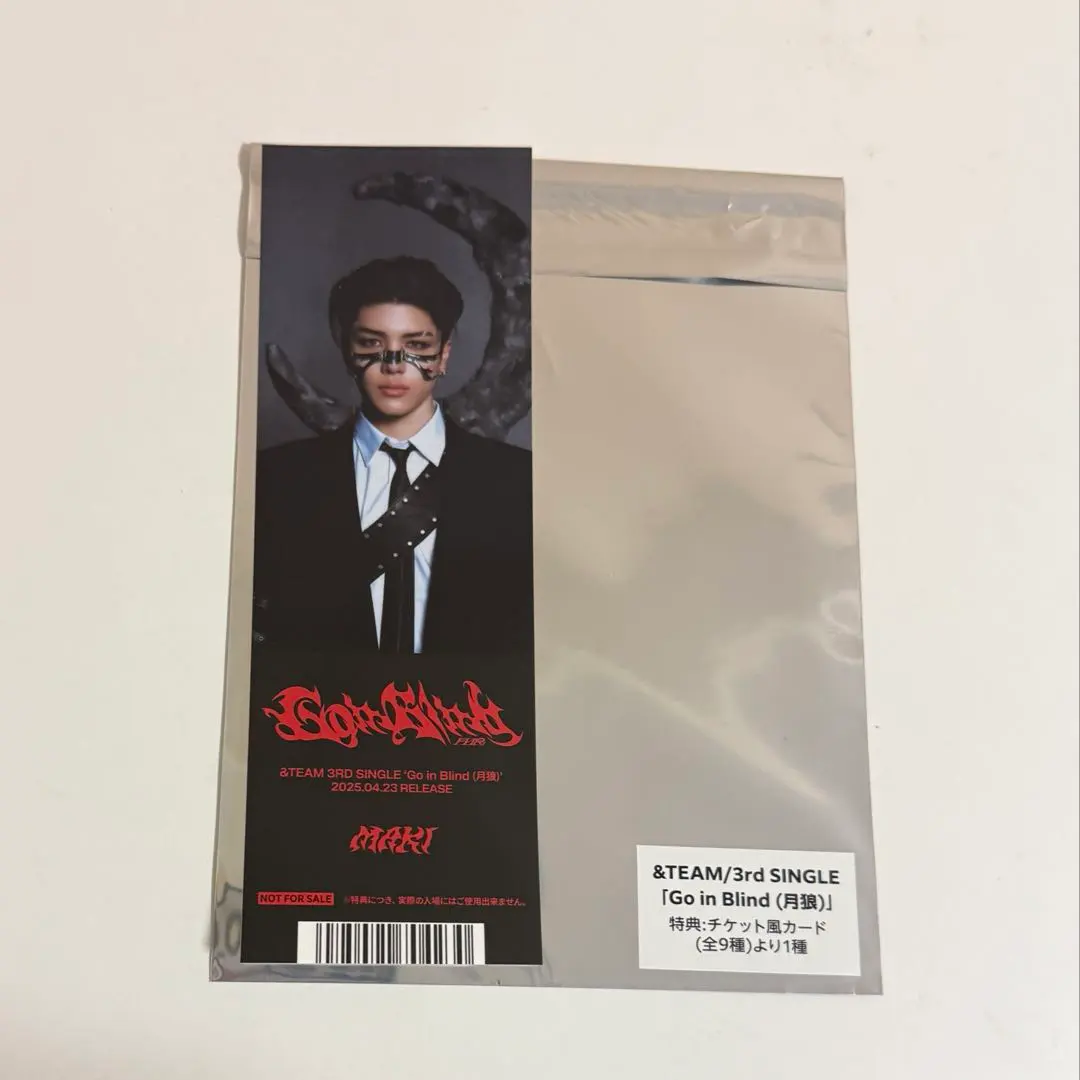 Go in Blind
月狼
&TEAM 3RD SINGLE 'Go in Blind (月狼)'
2025.04.23 RELEASE
MAKI
NOT FOR SALE ※特典につき、実際の入場にはご使用出来ません。
&TEAM/3rd SINGLE
「Go in Blind (月狼)」
特典:チケット風カード
(全9種)より1種